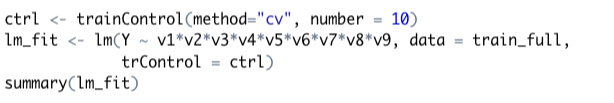 ctrl <- trainControl(method="cv", number = 10)
lm_fit <- lm(Y ~ v1*v2*v3*v4*v5*v6*v7*v8*v9, data = train_full,
trControl = ctrl)
summary(lm_fit)